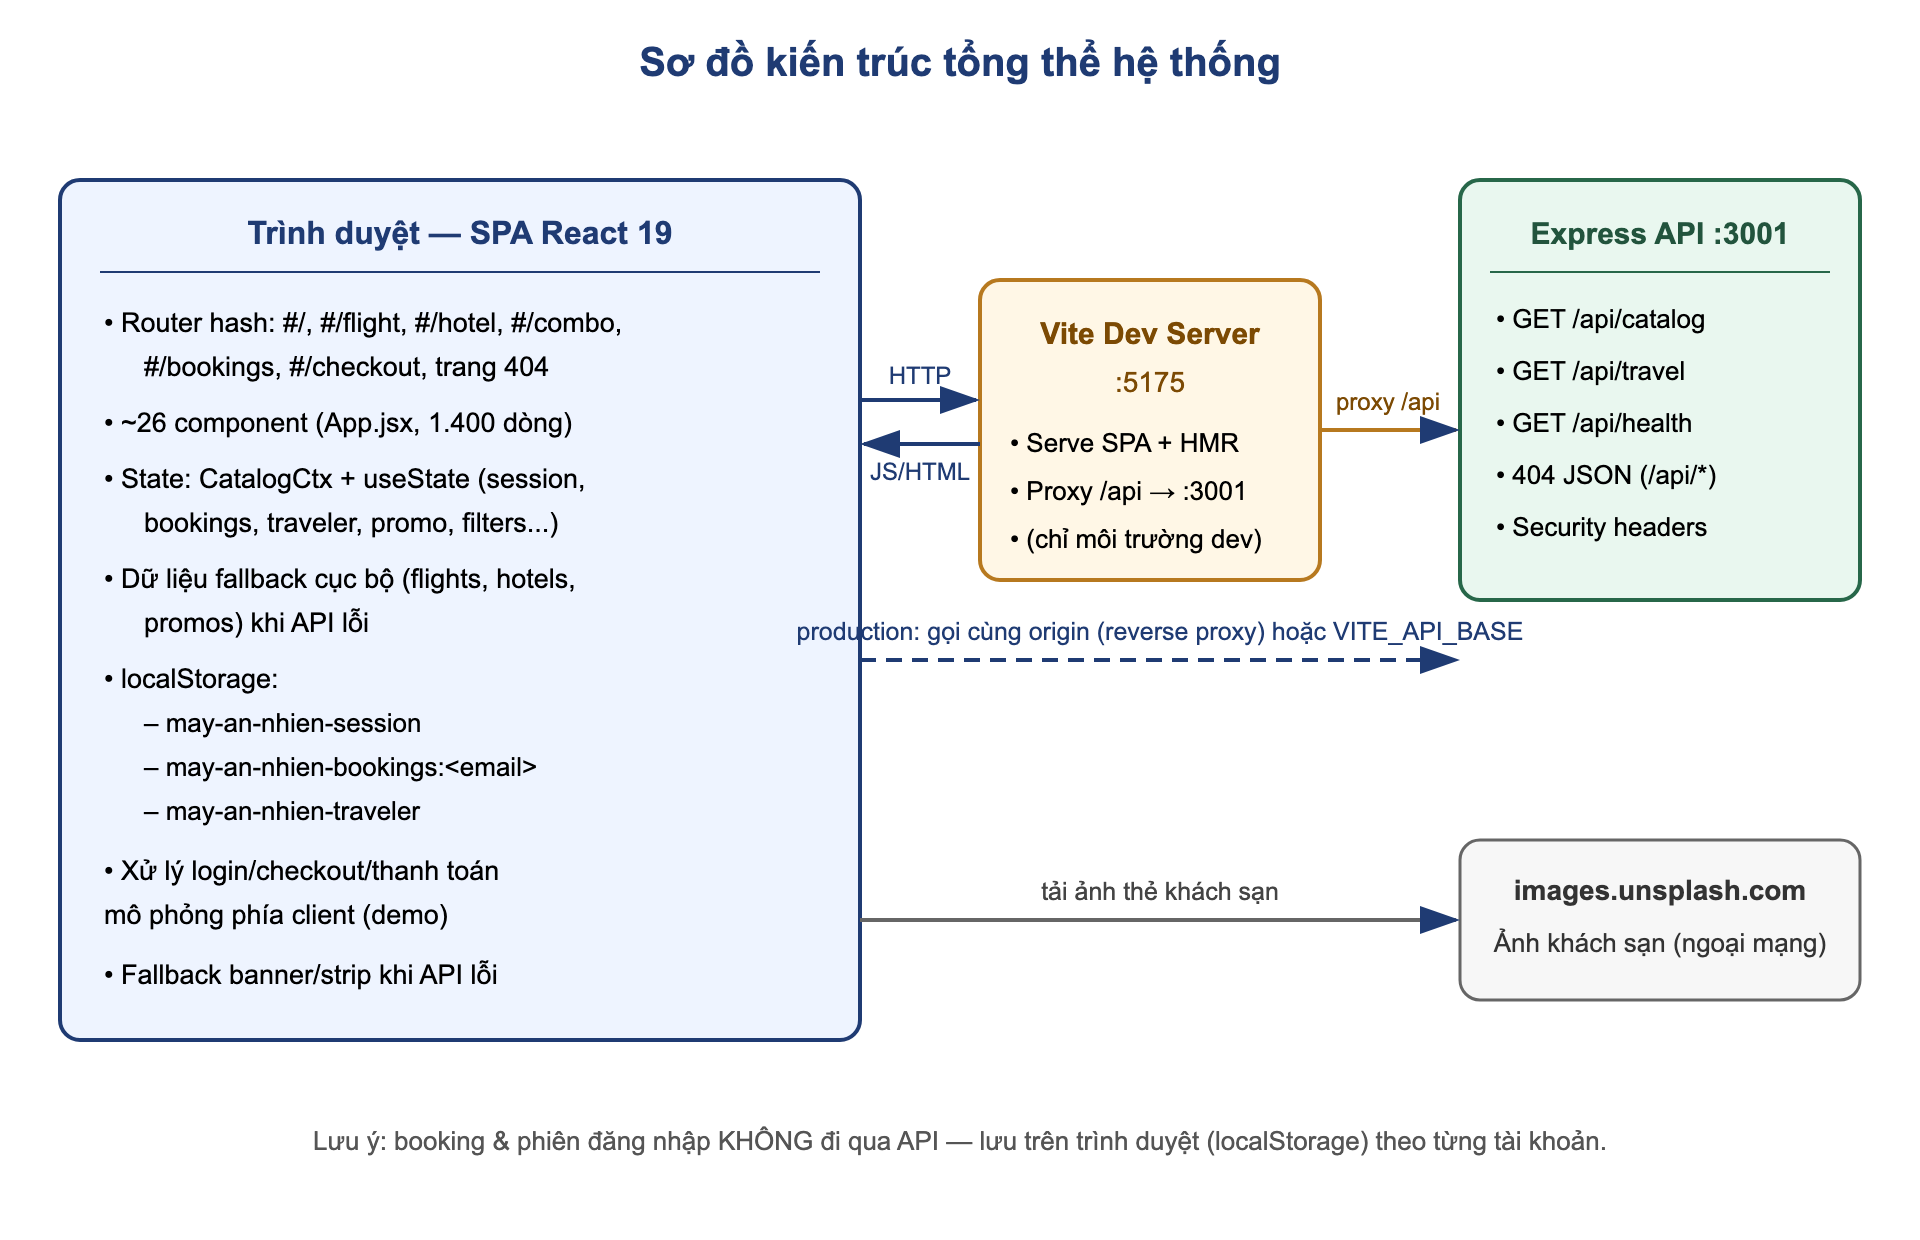 Sơ đồ kiến trúc tổng thể hệ thống
Trình duyệt — SPA React 19
• Router hash: #/, #/flight, #/hotel, #/combo,
#/bookings, #/checkout, trang 404
• ~26 component (App.jsx, 1.400 dòng)
• State: CatalogCtx + useState (session,
bookings, traveler, promo, filters...)
• Dữ liệu fallback cục bộ (flights, hotels,
promos) khi API lỗi
• localStorage:
– may-an-nhien-session
– may-an-nhien-bookings:<email>
– may-an-nhien-traveler
• Xử lý login/checkout/thanh toán
mô phỏng phía client (demo)
• Fallback banner/strip khi API lỗi
HTTP
JS/HTML
Vite Dev Server
:5175
• Serve SPA + HMR
• Proxy /api → :3001
• (chỉ môi trường dev)
proxy /api
Express API :3001
• GET /api/catalog
• GET /api/travel
• GET /api/health
• 404 JSON (/api/*)
• Security headers
production: gọi cùng origin (reverse proxy) hoặc VITE_API_BASE
tải ảnh thẻ khách sạn
images.unsplash.com
Ảnh khách sạn (ngoại mạng)
Lưu ý: booking & phiên đăng nhập KHÔNG đi qua API — lưu trên trình duyệt (localStorage) theo từng tài khoản.